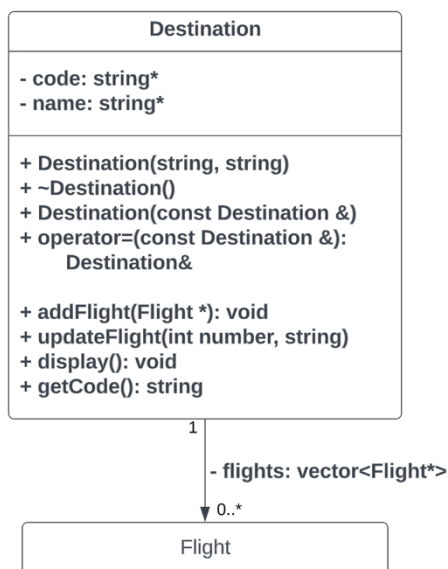 Destination
- code: string*
- name: string*
+ Destination(string, string)
+ ~Destination()
+ Destination(const Destination &)
+ operator=(const Destination &):
Destination&
+ addFlight(Flight *): void
+ updateFlight(int number, string)
+ display(): void
+ getCode(): string
1
- flights: vector<Flight*>
0..*
Flight